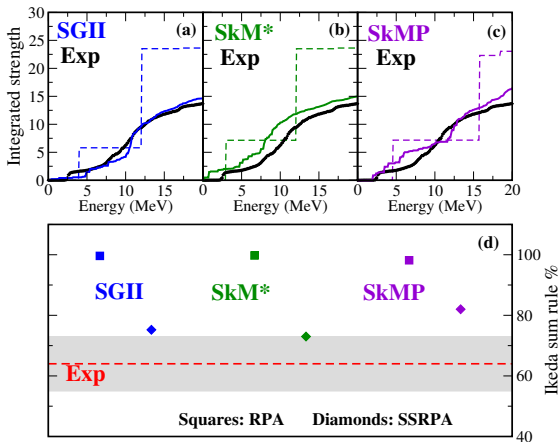 SGII (a) SkM* (b) SkMP (c)
Exp Exp Exp
Integrated strength
30
25
20
15
10
5
0
0 5 10 15 0 5 10 15 0 5 10 15 20
Energy (MeV) Energy (MeV) Energy (MeV)
(d)
SGII SkM* SkMP
Exp
Squares: RPA Diamonds: SSRPA
100
80
60
40
Ikeda sum rule %